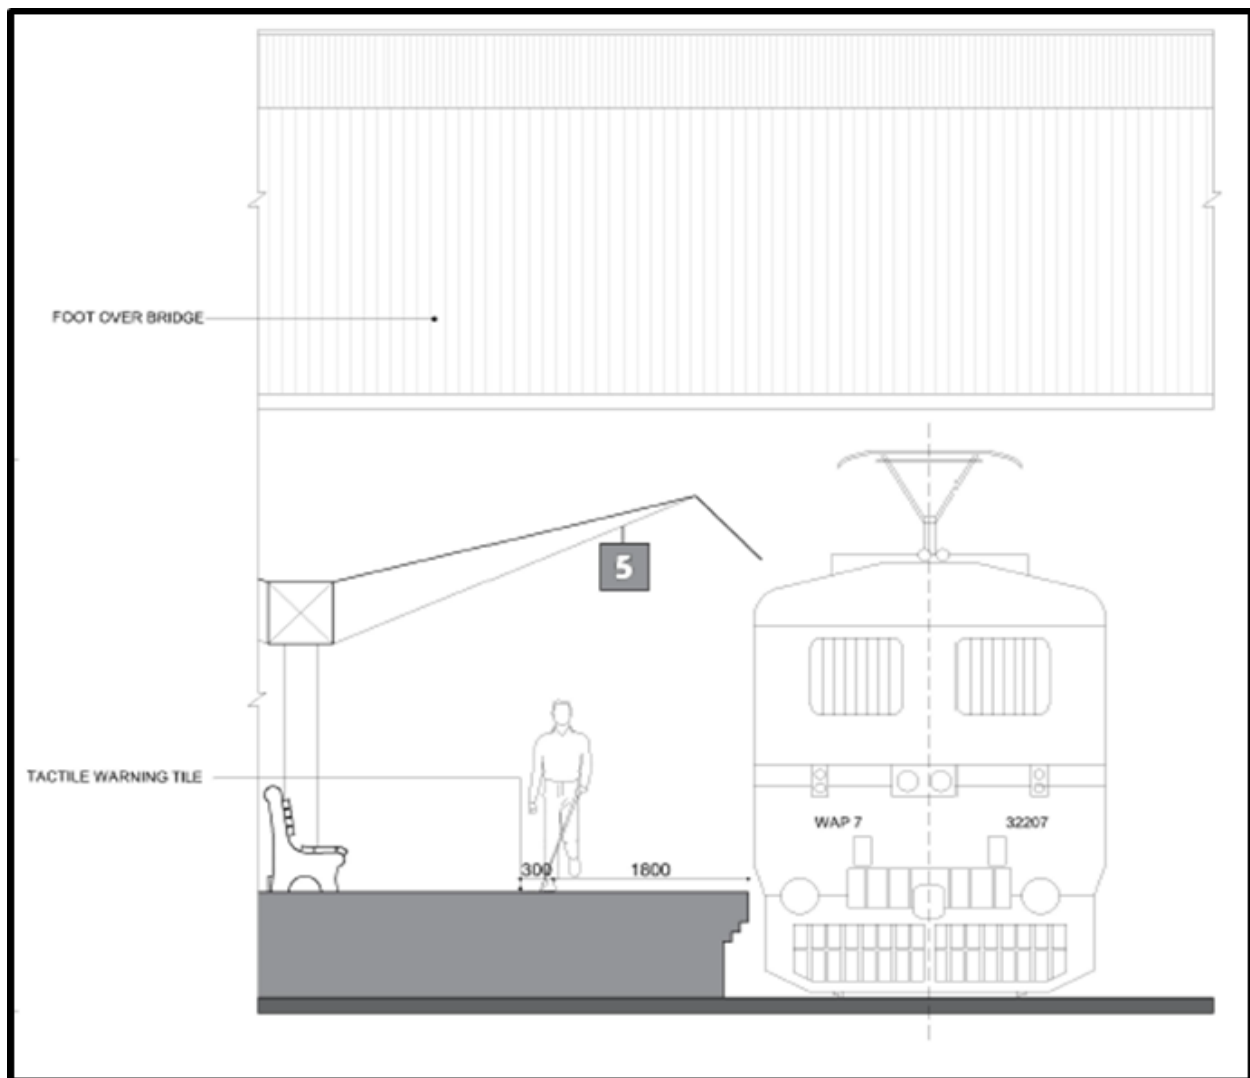 FOOT OVER BRIDGE
5
TACTILE WARNING TILE
WAP 7 32207
300 1800